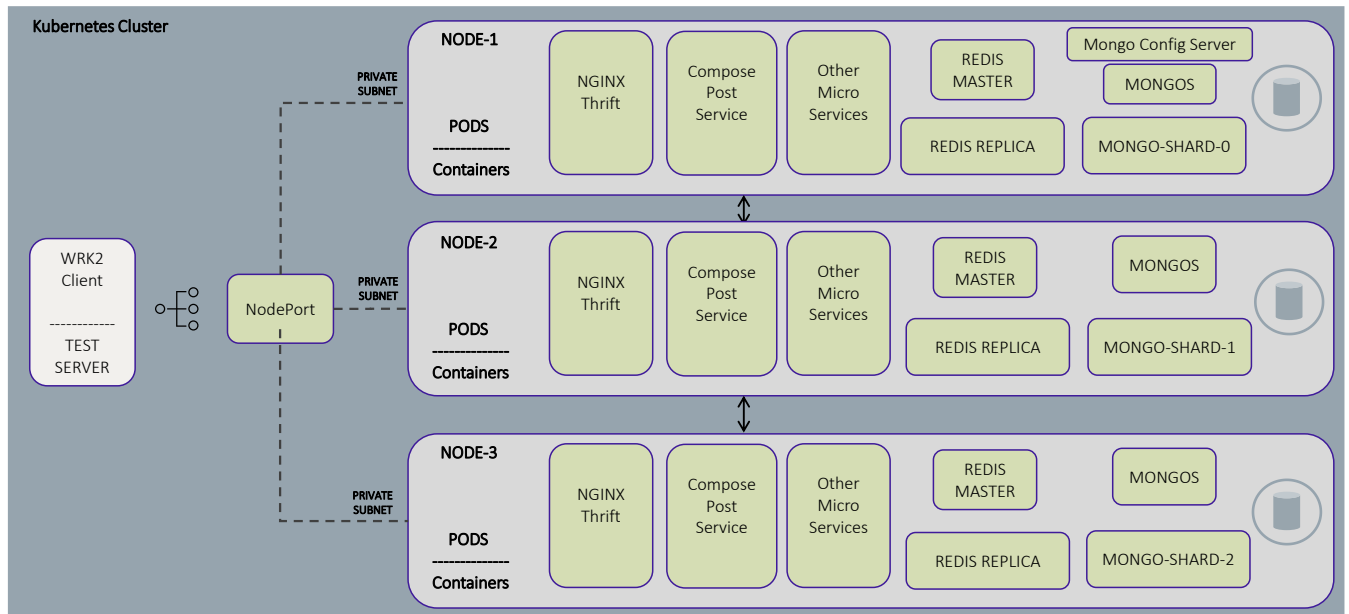 Kubernetes Cluster
WRK2
Client
------------
TEST
SERVER
NodePort
PRIVATE
SUBNET
NODE-1
PODS
--------------
Containers
NGINX
Thrift
Compose
Post
Service
Other
Micro
Services
REDIS
MASTER
REDIS REPLICA
Mongo Config Server
MONGOS
MONGO-SHARD-0
PRIVATE
SUBNET
NODE-2
PODS
--------------
Containers
NGINX
Thrift
Compose
Post
Service
Other
Micro
Services
REDIS
MASTER
REDIS REPLICA
MONGOS
MONGO-SHARD-1
PRIVATE
SUBNET
NODE-3
PODS
--------------
Containers
NGINX
Thrift
Compose
Post
Service
Other
Micro
Services
REDIS
MASTER
REDIS REPLICA
MONGOS
MONGO-SHARD-2